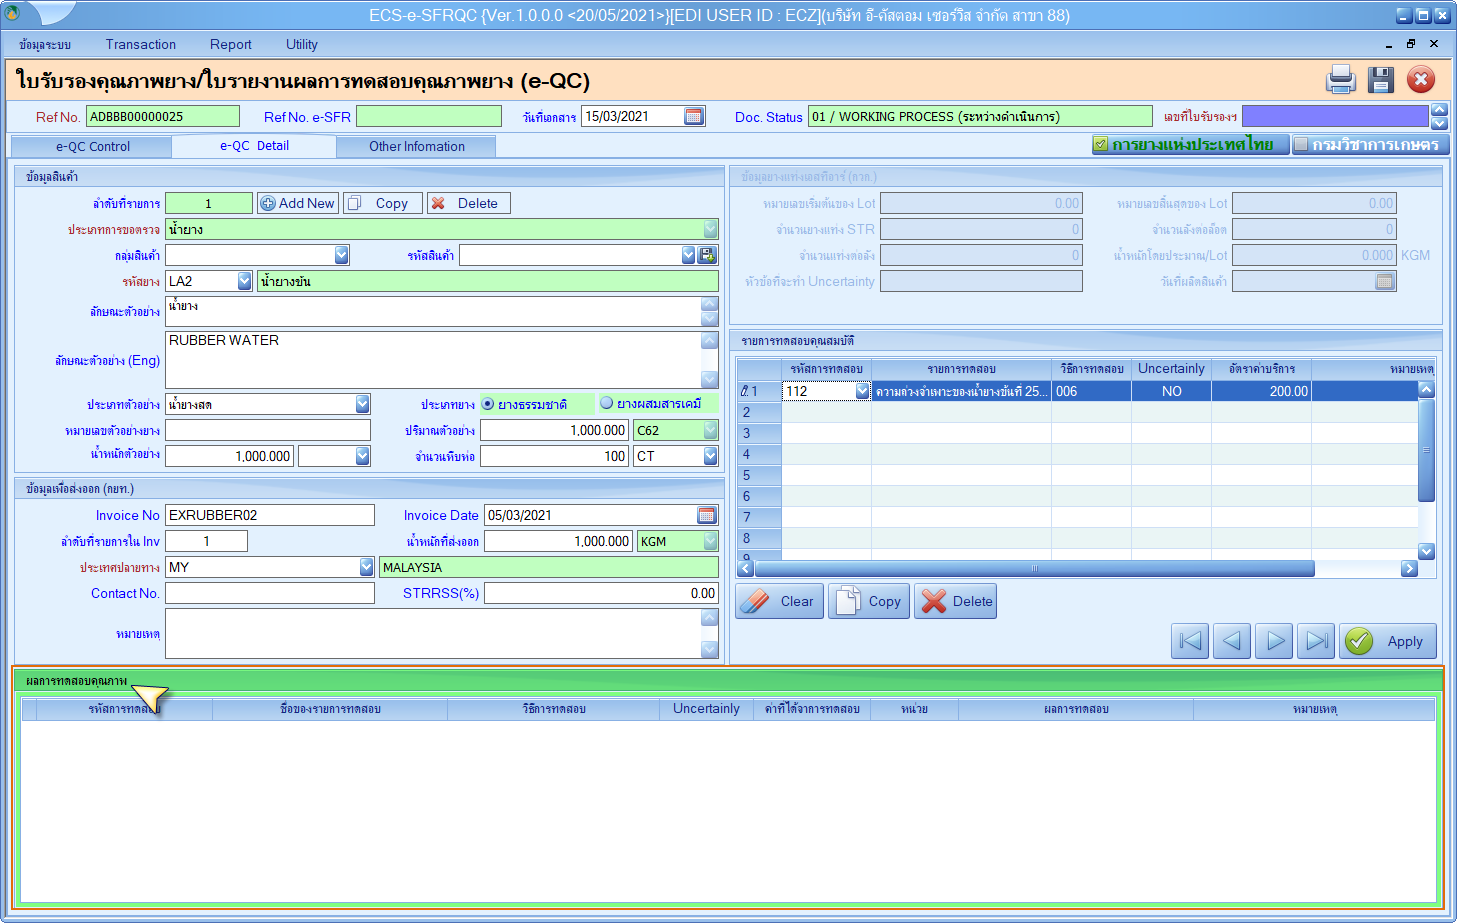 ECS-e-SFRQC {Ver.1.0.0.0 <20/05/2021>}[EDI USER ID : ECZ](บริษัท อี-คัสตอม เซอร์วิส จำกัด สาขา 88)
ข้อมูลระบบ Transaction Report Utility
ใบรับรองคุณภาพยาง/ใบรายงานผลการทดสอบคุณภาพยาง (e-QC)
Ref No. ADBBB00000025 Ref No. e-SFR วันที่เอกสาร 15/03/2021 Doc. Status 01 / WORKING PROCESS (ระหว่างดำเนินการ) เลขที่ใบรับรองฯ
e-QC Control e-QC Detail Other Infomation การยางแห่งประเทศไทย กรมวิชาการเกษตร
ข้อมูลสินค้า
ลำดับที่รายการ 1 Add New Copy Delete
ประเภทการขอตรวจ น้ำยาง
กลุ่มสินค้า รหัสสินค้า
รหัสยาง LA2 น้ำยางข้น
ลักษณะตัวอย่าง น้ำยาง
ลักษณะตัวอย่าง (Eng) RUBBER WATER
ประเภทตัวอย่าง น้ำยางสด ประเภทยาง ยางธรรมชาติ ยางผสมสารเคมี
หมายเลขตัวอย่างยาง ปริมาณตัวอย่าง 1,000.000 C62
น้ำหนักตัวอย่าง 1,000.000 จำนวนหีบห่อ 100 CT
ข้อมูลเพื่อส่งออก (กยท.)
Invoice No EXRUBBER02 Invoice Date 05/03/2021
ลำดับที่รายการใน Inv 1 น้ำหนักที่ส่งออก 1,000.000 KGM
ประเทศปลายทาง MY MALAYSIA
Contact No. STRRSS(%) 0.00
หมายเหตุ
ข้อมูลยางแท่งเอสทีอาร์ (กวก.)
หมายเลขเริ่มต้นของ Lot 0.00 หมายเลขสิ้นสุดของ Lot 0.00
จำนวนยางแท่ง STR 0 จำนวนลังต่อล็อต 0
จำนวนแท่งต่อลัง 0 น้ำหนักโดยประมาณ/Lot 0.000 KGM
หัวข้อที่จะทำ Uncertainty วันที่ผลิตสินค้า
รายการทดสอบคุณสมบัติ
รหัสการทดสอบ รายการทดสอบ วิธีการทดสอบ Uncertainly อัตราค่าบริการ หมายเหตุ
1 112 ความถ่วงจำเพาะของน้ำยางข้นที่ 25... 006 NO 200.00
2
3
4
5
6
7
8
9
Clear Copy Delete
Apply
ผลการทดสอบคุณภาพ
รหัสการทดสอบ ชื่อของรายการทดสอบ วิธีการทดสอบ Uncertainly ค่าที่ได้จาการทดสอบ หน่วย ผลการทดสอบ หมายเหตุ